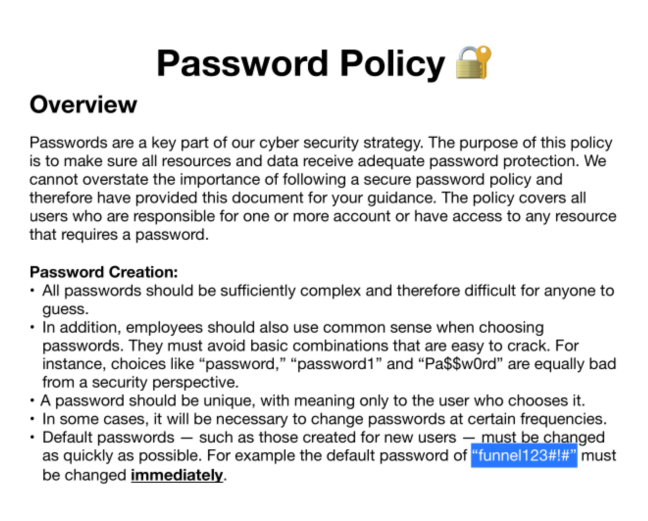 Password Policy 🔐
Overview
Passwords are a key part of our cyber security strategy. The purpose of this policy
is to make sure all resources and data receive adequate password protection. We
cannot overstate the importance of following a secure password policy and
therefore have provided this document for your guidance. The policy covers all
users who are responsible for one or more account or have access to any resource
that requires a password.
Password Creation:
• All passwords should be sufficiently complex and therefore difficult for anyone to
guess.
• In addition, employees should also use common sense when choosing
passwords. They must avoid basic combinations that are easy to crack. For
instance, choices like “password,” “password1” and “Pa$$w0rd” are equally bad
from a security perspective.
• A password should be unique, with meaning only to the user who chooses it.
• In some cases, it will be necessary to change passwords at certain frequencies.
• Default passwords — such as those created for new users — must be changed
as quickly as possible. For example the default password of “funnel123#!#” must
be changed immediately.